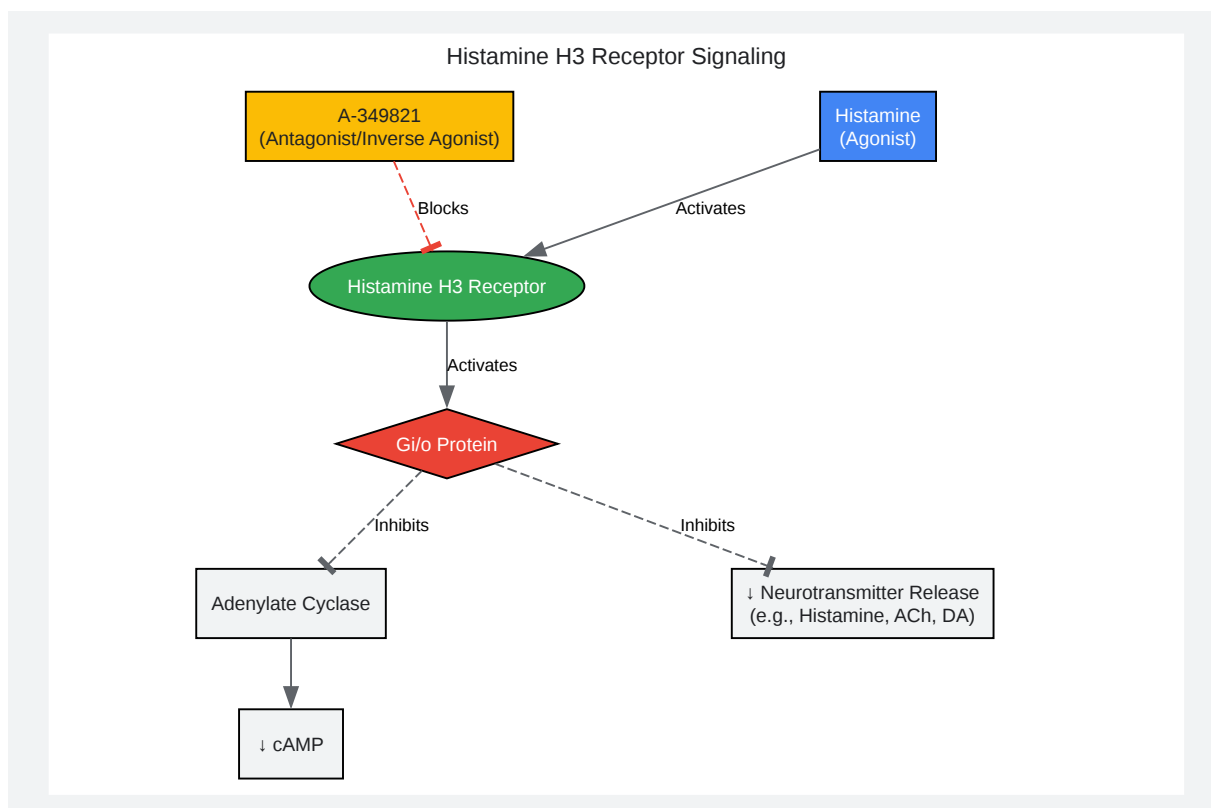 Histamine H3 Receptor Signaling
A-349821
(Antagonist/Inverse Agonist)
Histamine
(Agonist)
Blocks
Activates
Histamine H3 Receptor
Activates
Gi/o Protein
Inhibits
Inhibits
Adenylate Cyclase
↓ Neurotransmitter Release
(e.g., Histamine, ACh, DA)
↓ cAMP